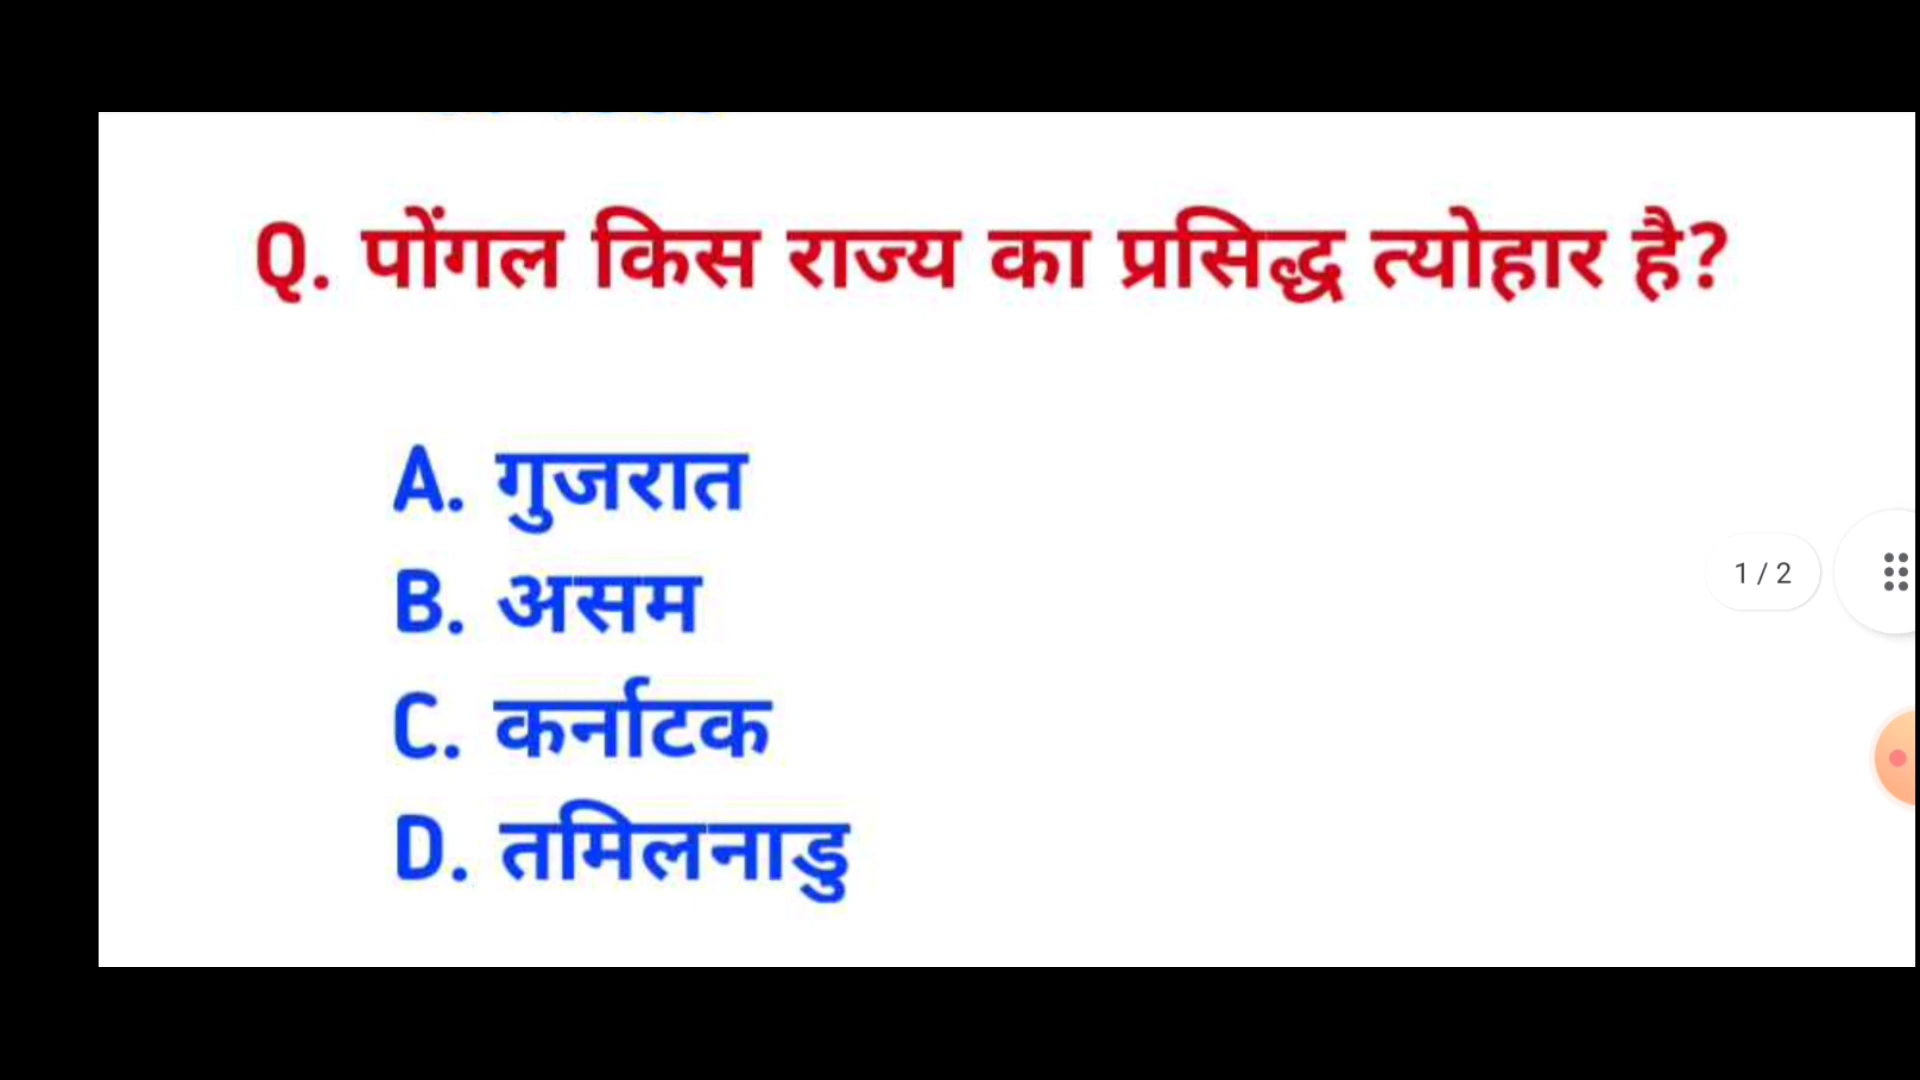 Q. पोंगल किस राज्य का प्रसिद्ध त्योहार है?
A. गुजरात
B. असम
1 / 2
C. कर्नाटक
D. तमिलनाडु